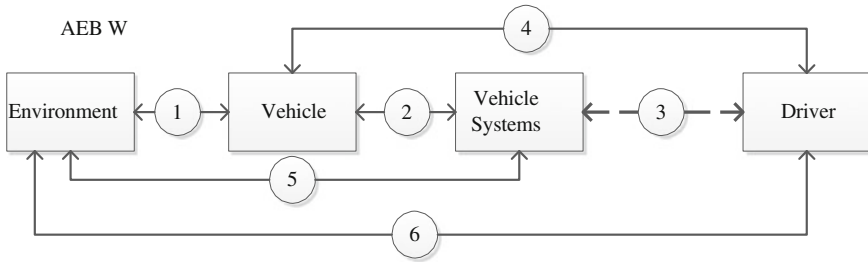 AEB W
4
Environment
1
Vehicle
2
Vehicle
Systems
3
Driver
5
6